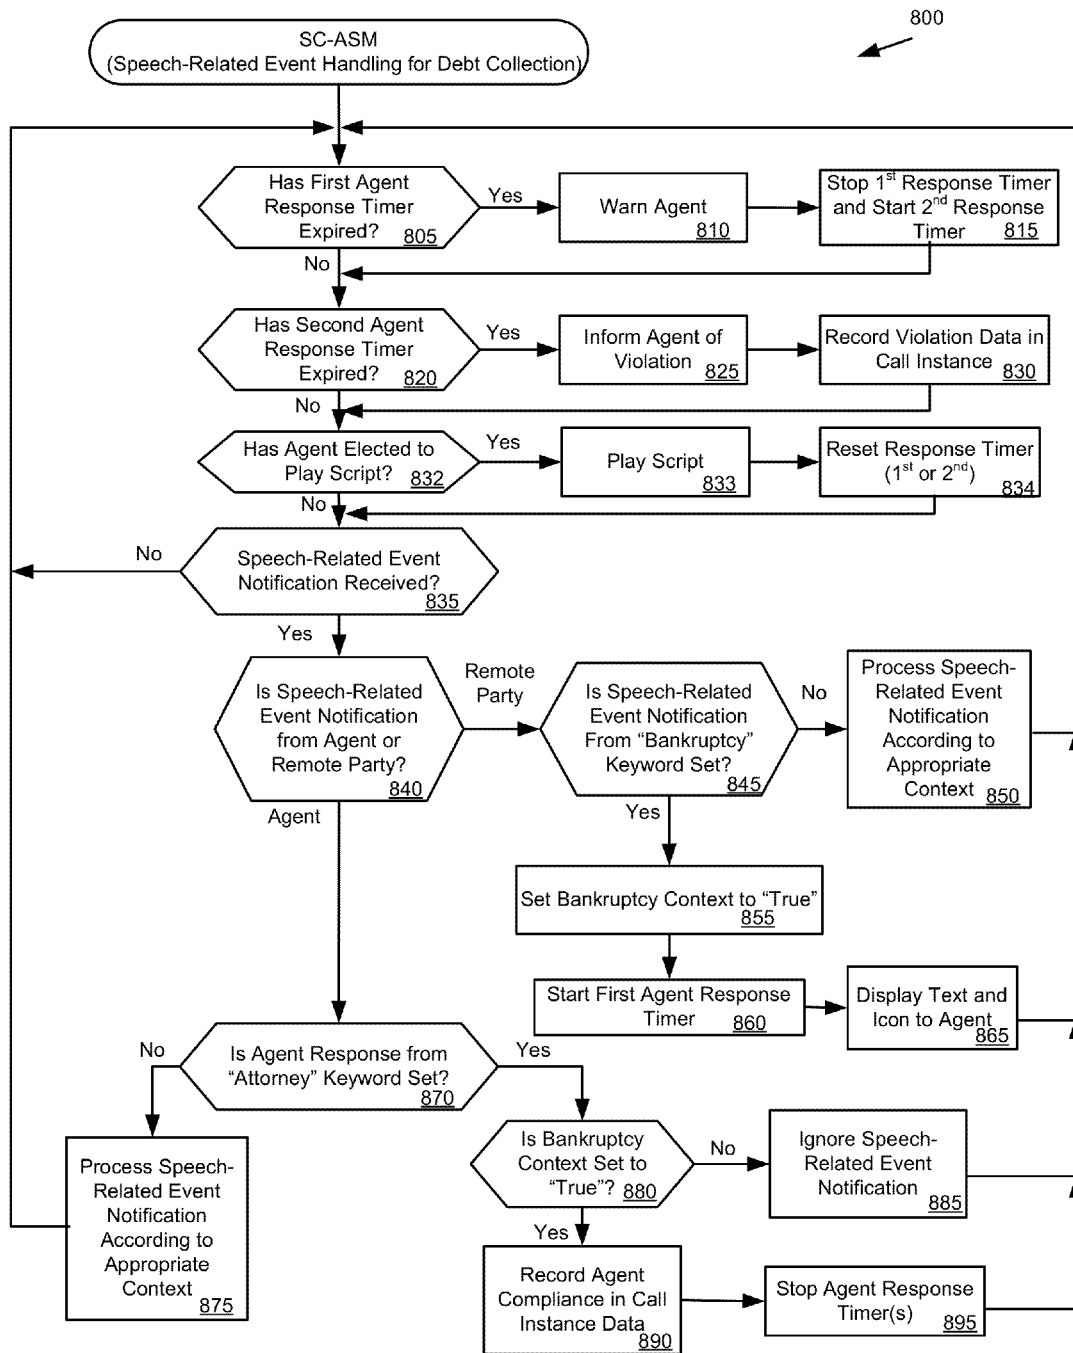 800
SC-ASM
(Speech-Related Event Handling for Debt Collection)
Has First Agent
Response Timer
Expired? 805
Yes
Warn Agent
810
Stop 1st Response Timer
and Start 2nd Response
Timer 815
No
Has Second Agent
Response Timer
Expired? 820
Yes
Inform Agent of
Violation
825
Record Violation Data in
Call Instance 830
No
Has Agent Elected to
Play Script? 832
Yes
Play Script
833
Reset Response Timer
(1st or 2nd)
834
No
Speech-Related Event
Notification Received?
835
No
Yes
Is Speech-Related
Event Notification
from Agent or
Remote Party?
840
Remote
Party
Is Speech-Related
Event Notification
From “Bankruptcy”
Keyword Set?
845
No
Process Speech-
Related Event
Notification
According to
Appropriate
Context 850
Agent
Yes
Set Bankruptcy Context to “True”
855
Start First Agent Response
Timer 860
Display Text and
Icon to Agent
865
Is Agent Response from
“Attorney” Keyword Set?
870
No
Yes
Process Speech-
Related Event
Notification
According to
Appropriate
Context
875
Is Bankruptcy
Context Set to
“True”? 880
No
Ignore Speech-
Related Event
Notification
885
Yes
Record Agent
Compliance in Call
Instance Data
890
Stop Agent Response
Timer(s)
895